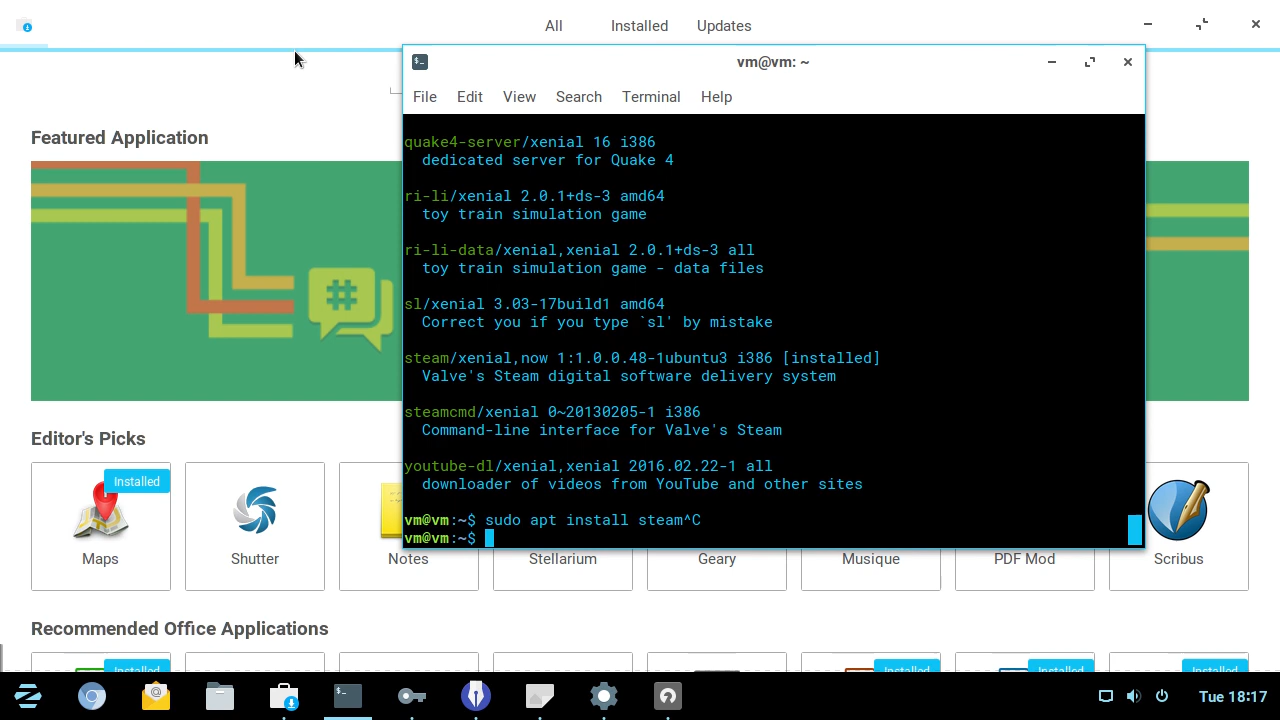 All Installed Updates
vm@vm: ~
File Edit View Search Terminal Help
Featured Application
quake4-server/xenial 16 i386
dedicated server for Quake 4
ri-li/xenial 2.0.1+ds-3 amd64
toy train simulation game
ri-li-data/xenial,xenial 2.0.1+ds-3 all
toy train simulation game - data files
sl/xenial 3.03-17build1 amd64
Correct you if you type `sl' by mistake
steam/xenial,now 1:1.0.0.48-1ubuntu3 i386 [installed]
Valve's Steam digital software delivery system
steamcmd/xenial 0~20130205-1 i386
Command-line interface for Valve's Steam
youtube-dl/xenial,xenial 2016.02.22-1 all
downloader of videos from YouTube and other sites
vm@vm:~$ sudo apt install steam^C
vm@vm:~$
Editor's Picks
Installed
Maps Shutter Notes Stellarium Geary Musique PDF Mod Scribus
Recommended Office Applications
Installed Installed Installed Installed
Tue 18:17